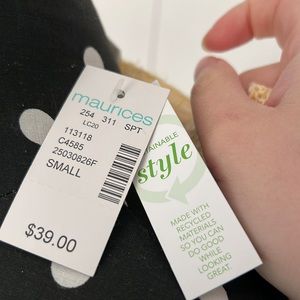 maurices
254 311 SPT
LC20
113118
C4585
25030826F
SMALL
$39.00
style
MADE WITH
RECYCLED
MATERIALS
SO YOU CAN
DO GOOD
WHILE
LOOKING
GREAT